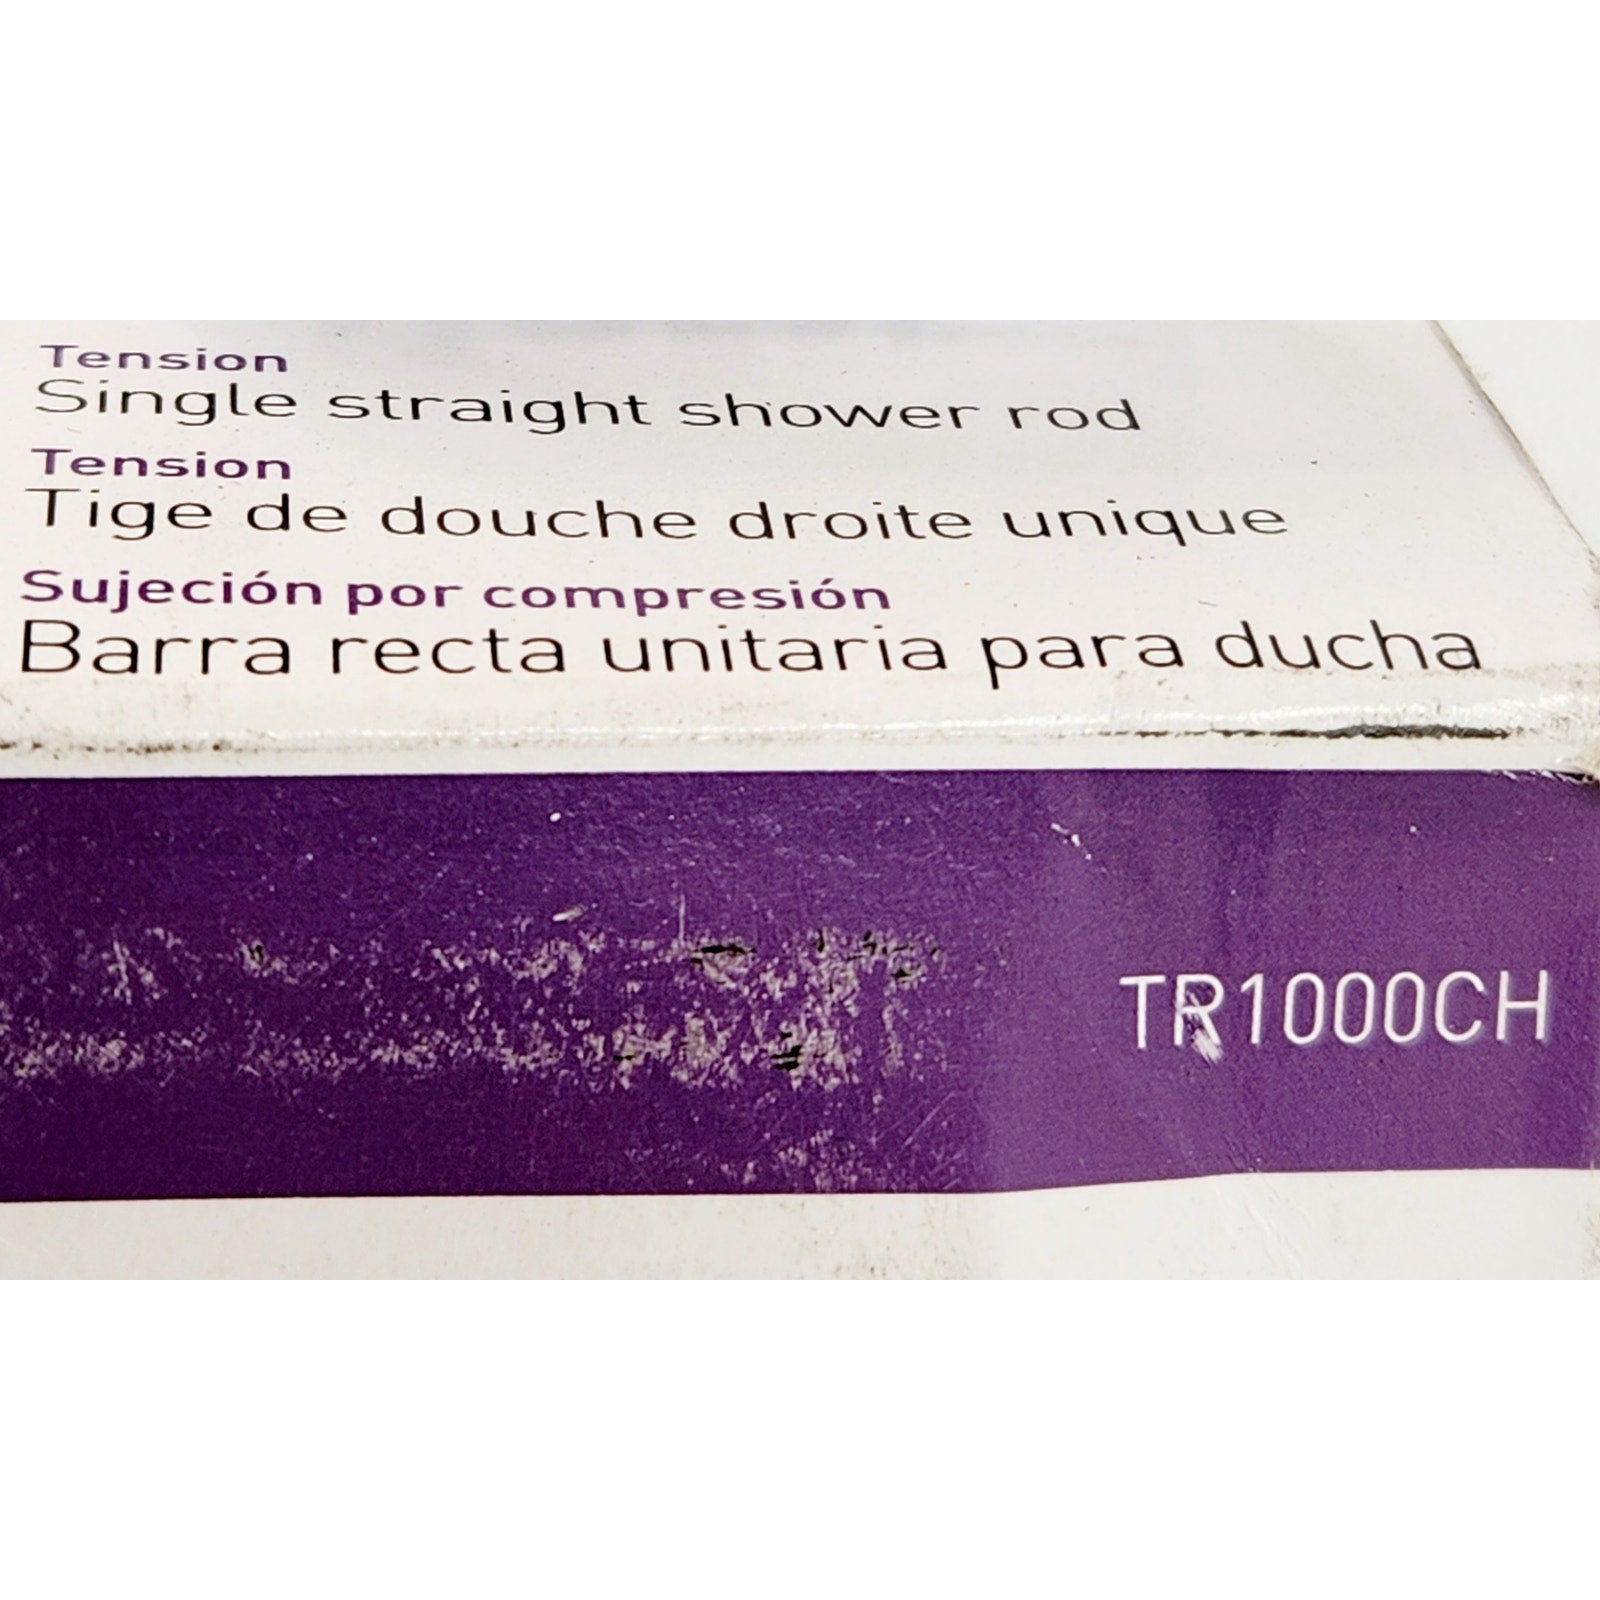 Tension
Single straight shower rod
Tension
Tige de douche droite unique
Sujeción por compresión
Barra recta unitaria para ducha
TR1000CH